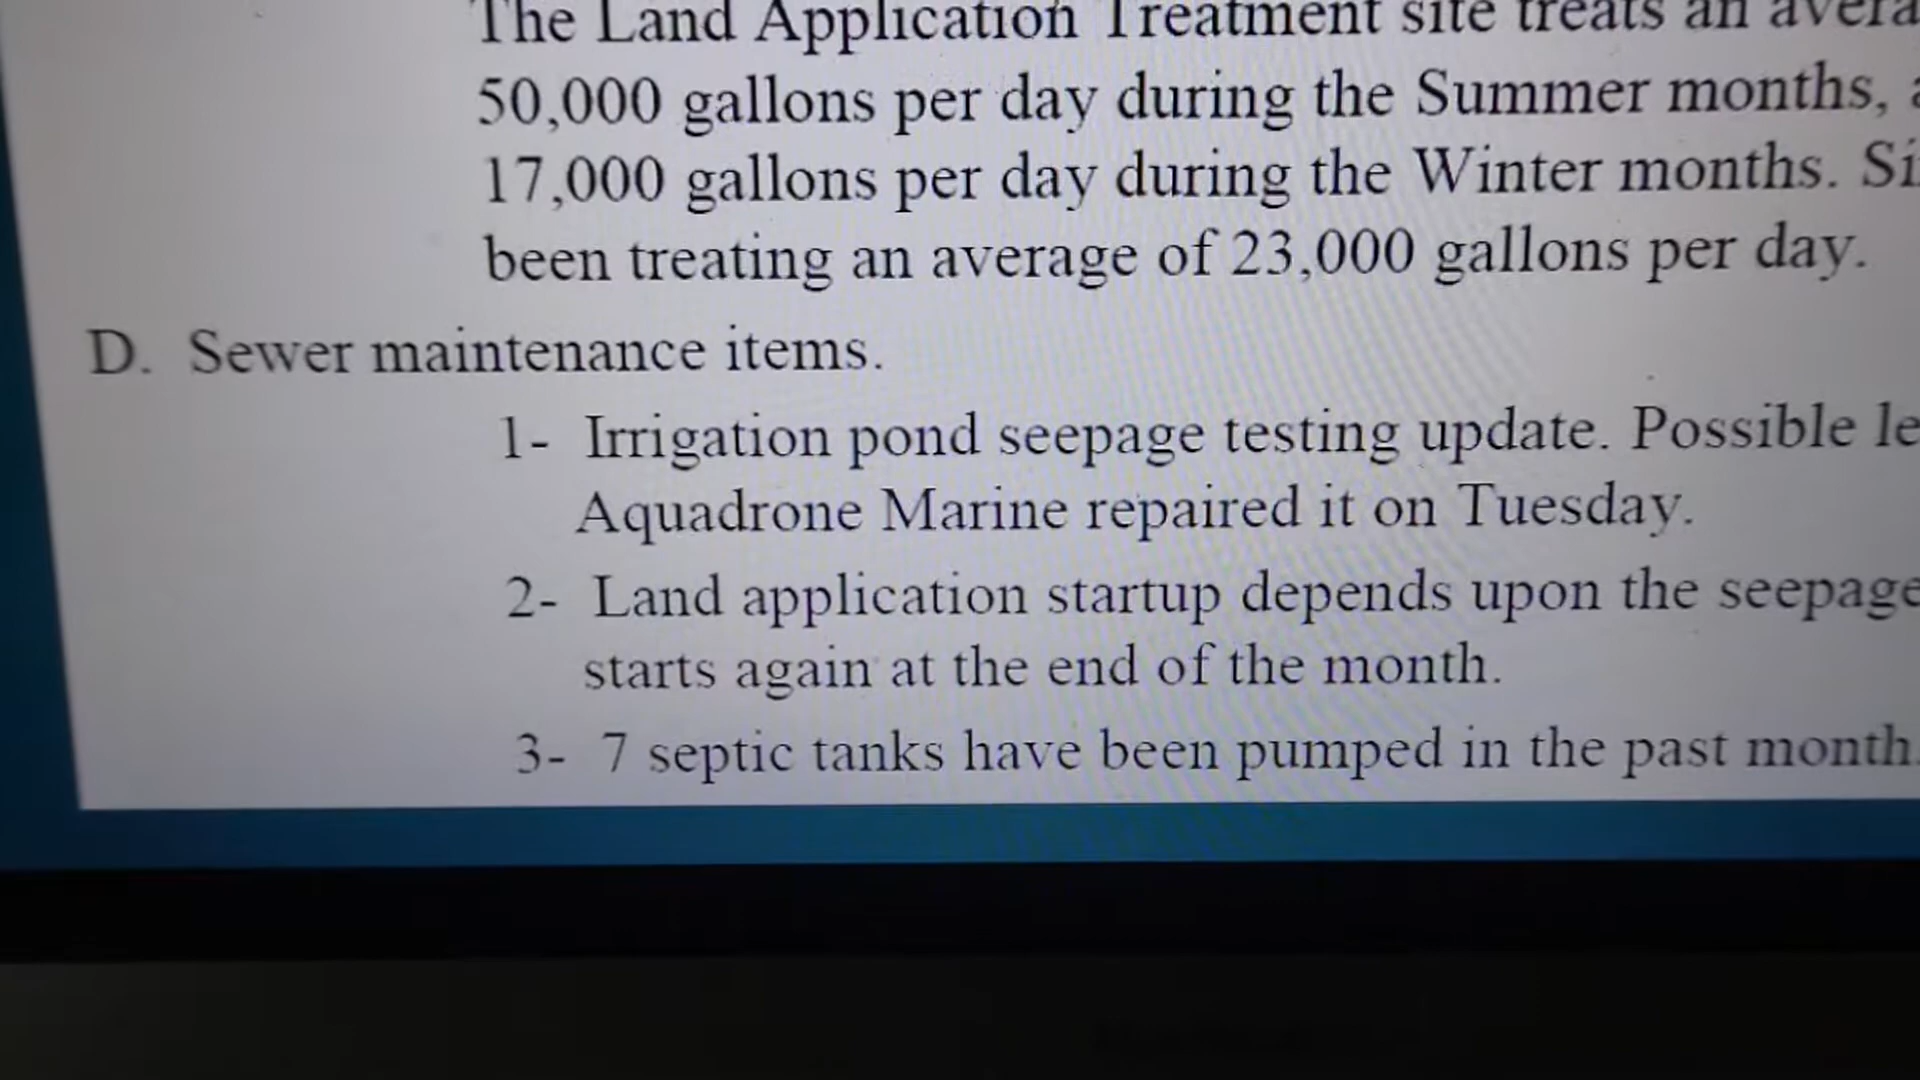 The Land Application Treatment site treats an
50,000 gallons per day during the Summer months,
17,000 gallons per day during the Winter months.
been treating an average of 23,000 gallons per day.
D. Sewer maintenance items.
1- Irrigation pond seepage testing update. Possible
Aquadrone Marine repaired it on Tuesday.
2- Land application startup depends upon the seepage
starts again at the end of the month.
3- 7 septic tanks have been pumped in the past month.